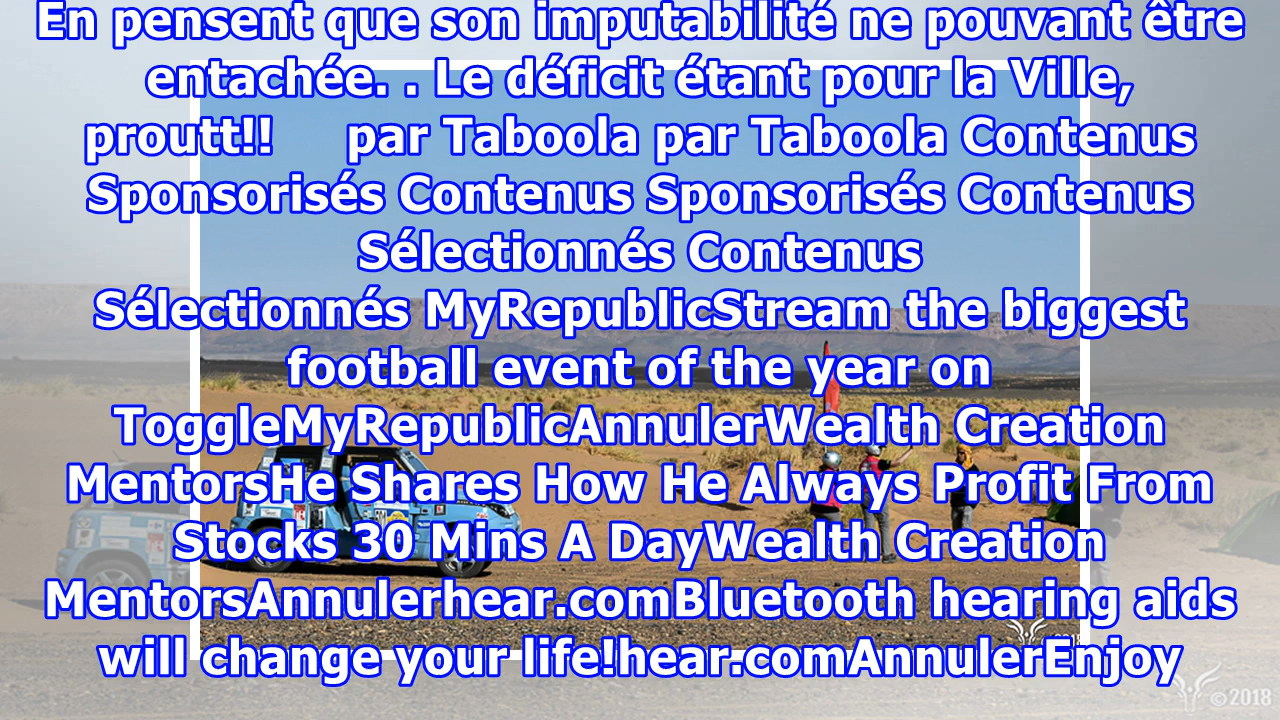 En pensent que son imputabilité ne pouvant être
entachée. . Le déficit étant pour la Ville,
proutt!! par Taboola par Taboola Contenus
Sponsorisés Contenus Sponsorisés Contenus
Sélectionnés Contenus
Sélectionnés MyRepublicStream the biggest
football event of the year on
ToggleMyRepublicAnnulerWealth Creation
MentorsHe Shares How He Always Profit From
Stocks 30 Mins A DayWealth Creation
MentorsAnnulerhear.comBluetooth hearing aids
will change your life!hear.comAnnulerEnjoy
©2018